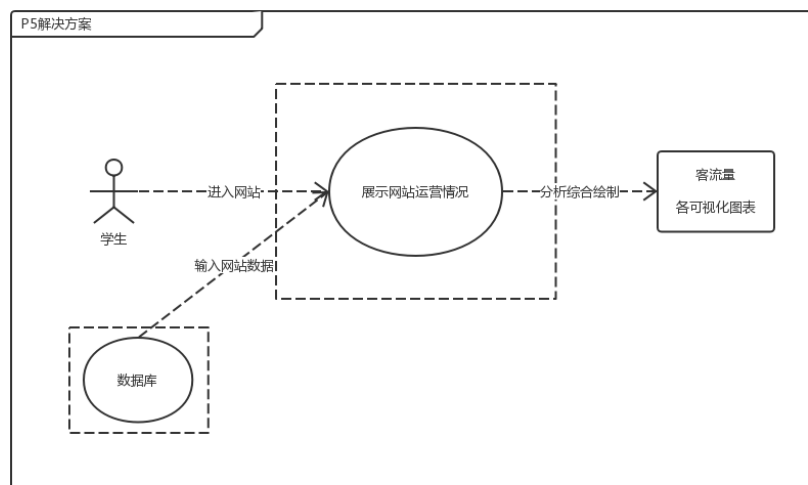 P5解决方案
进入网站
展示网站运营情况
分析综合绘制
客流量
各可视化图表
学生
输入网站数据
数据库